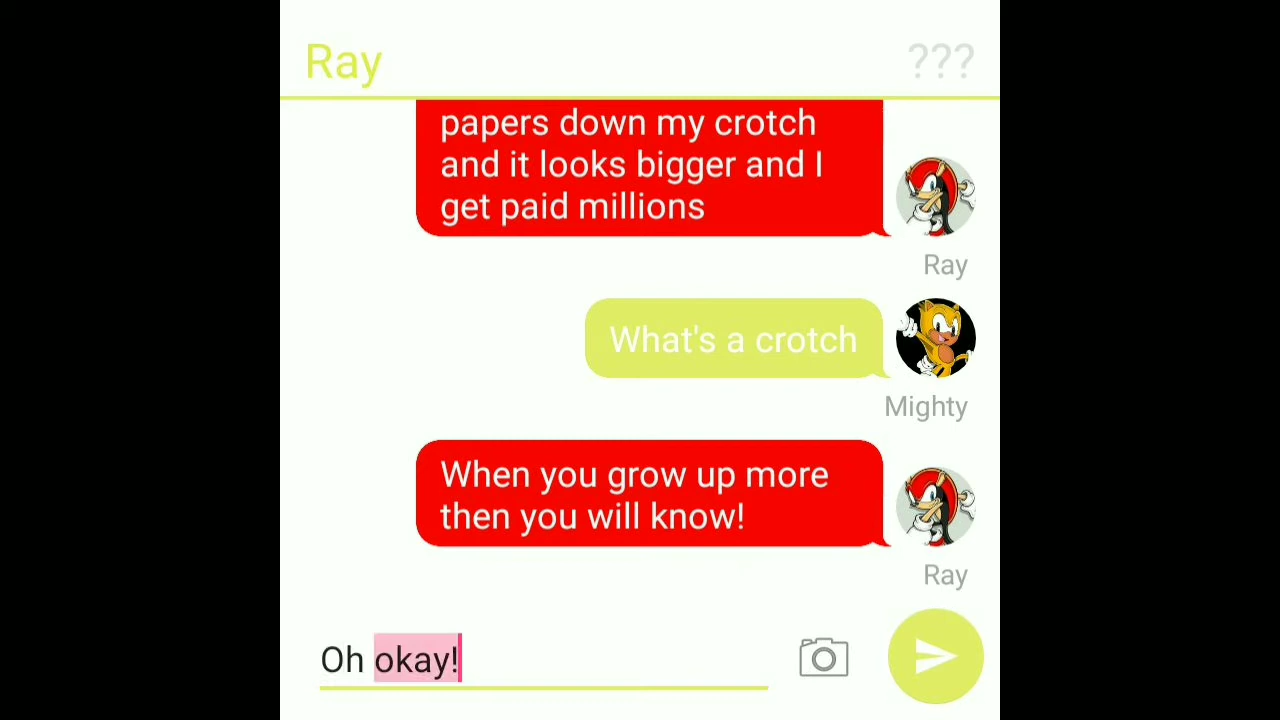 Ray
???
papers down my crotch
and it looks bigger and I
get paid millions
Ray
What's a crotch
Mighty
When you grow up more
then you will know!
Ray
Oh okay!